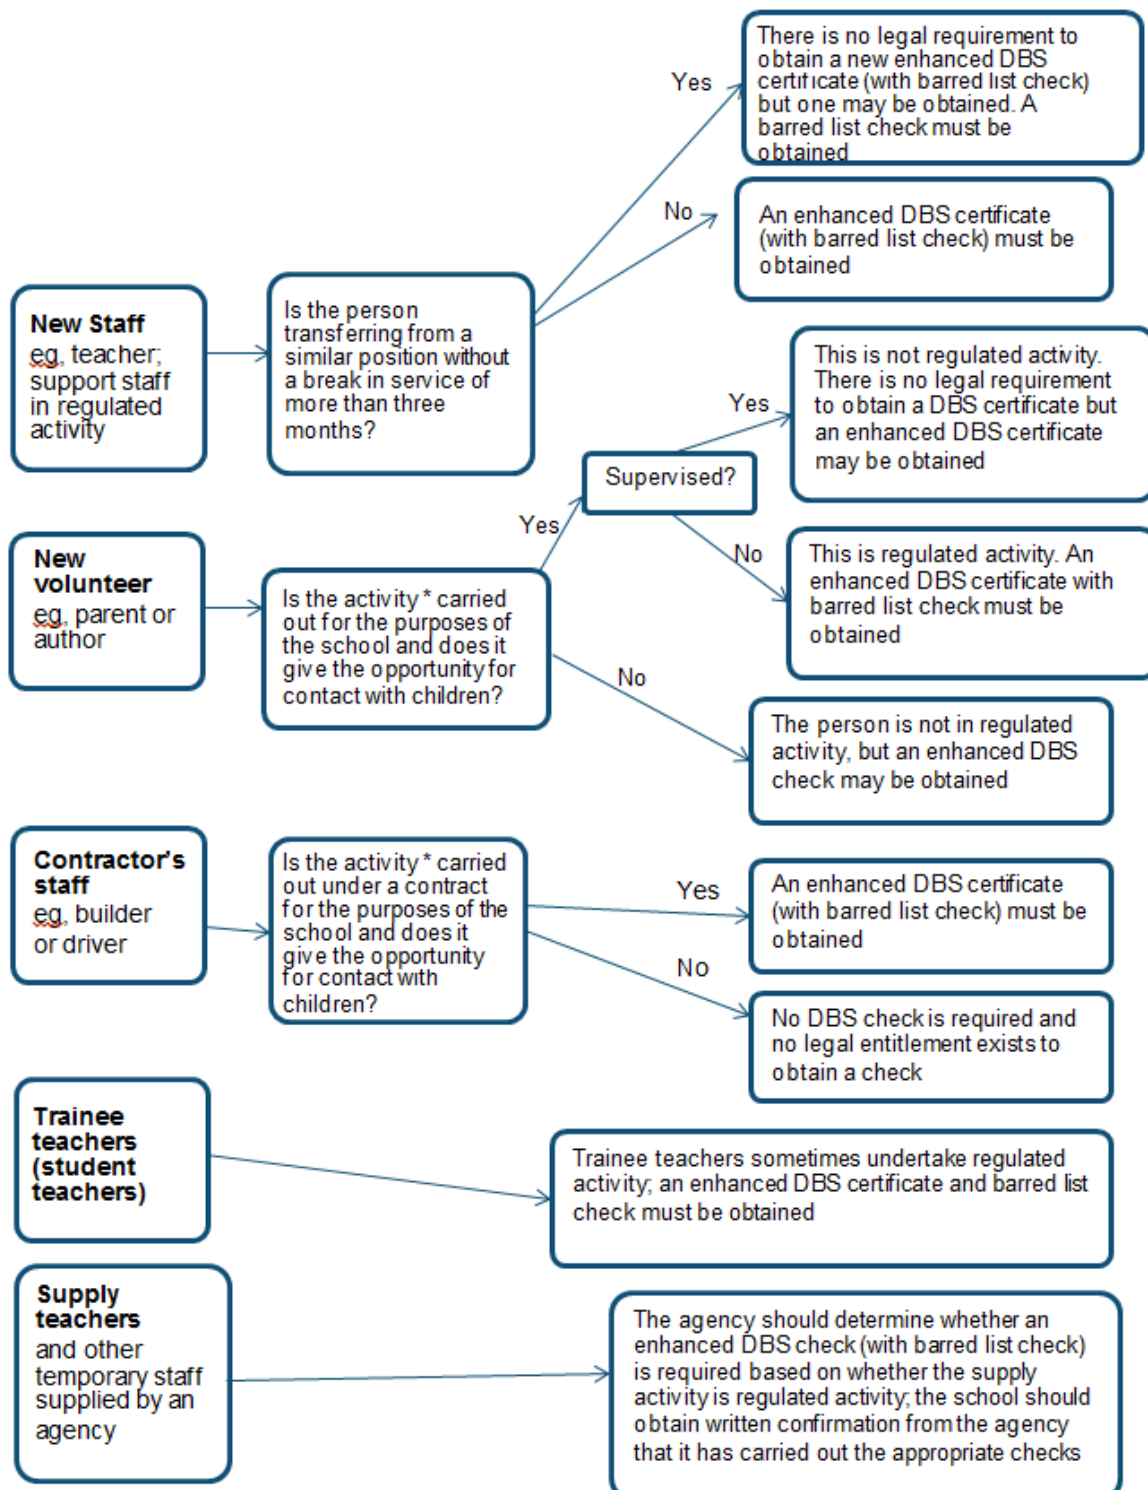 There is no legal requirement to
obtain a new enhanced DBS
certificate (with barred list check)
but one may be obtained. A
barred list check must be
obtained
Yes
No
An enhanced DBS certificate
(with barred list check) must be
obtained
New Staff
eg, teacher;
support staff
in regulated
activity
Is the person
transferring from a
similar position without
a break in service of
more than three
months?
This is not regulated activity.
There is no legal requirement
to obtain a DBS certificate but
an enhanced DBS certificate
may be obtained
Yes
Supervised?
Yes
No
This is regulated activity. An
enhanced DBS certificate with
barred list check must be
obtained
New
volunteer
eg, parent or
author
Is the activity * carried
out for the purposes of
the school and does it
give the opportunity for
contact with children?
No
The person is not in regulated
activity, but an enhanced DBS
check may be obtained
Contractor's
staff
eg, builder
or driver
Is the activity * carried
out under a contract
for the purposes of the
school and does it
give the opportunity
for contact with
children?
Yes
An enhanced DBS certificate
(with barred list check) must be
obtained
No
No DBS check is required and
no legal entitlement exists to
obtain a check
Trainee
teachers
(student
teachers)
Trainee teachers sometimes undertake regulated
activity; an enhanced DBS certificate and barred list
check must be obtained
Supply
teachers
and other
temporary staff
supplied by an
agency
The agency should determine whether an
enhanced DBS check (with barred list check)
is required based on whether the supply
activity is regulated activity; the school should
obtain written confirmation from the agency
that it has carried out the appropriate checks